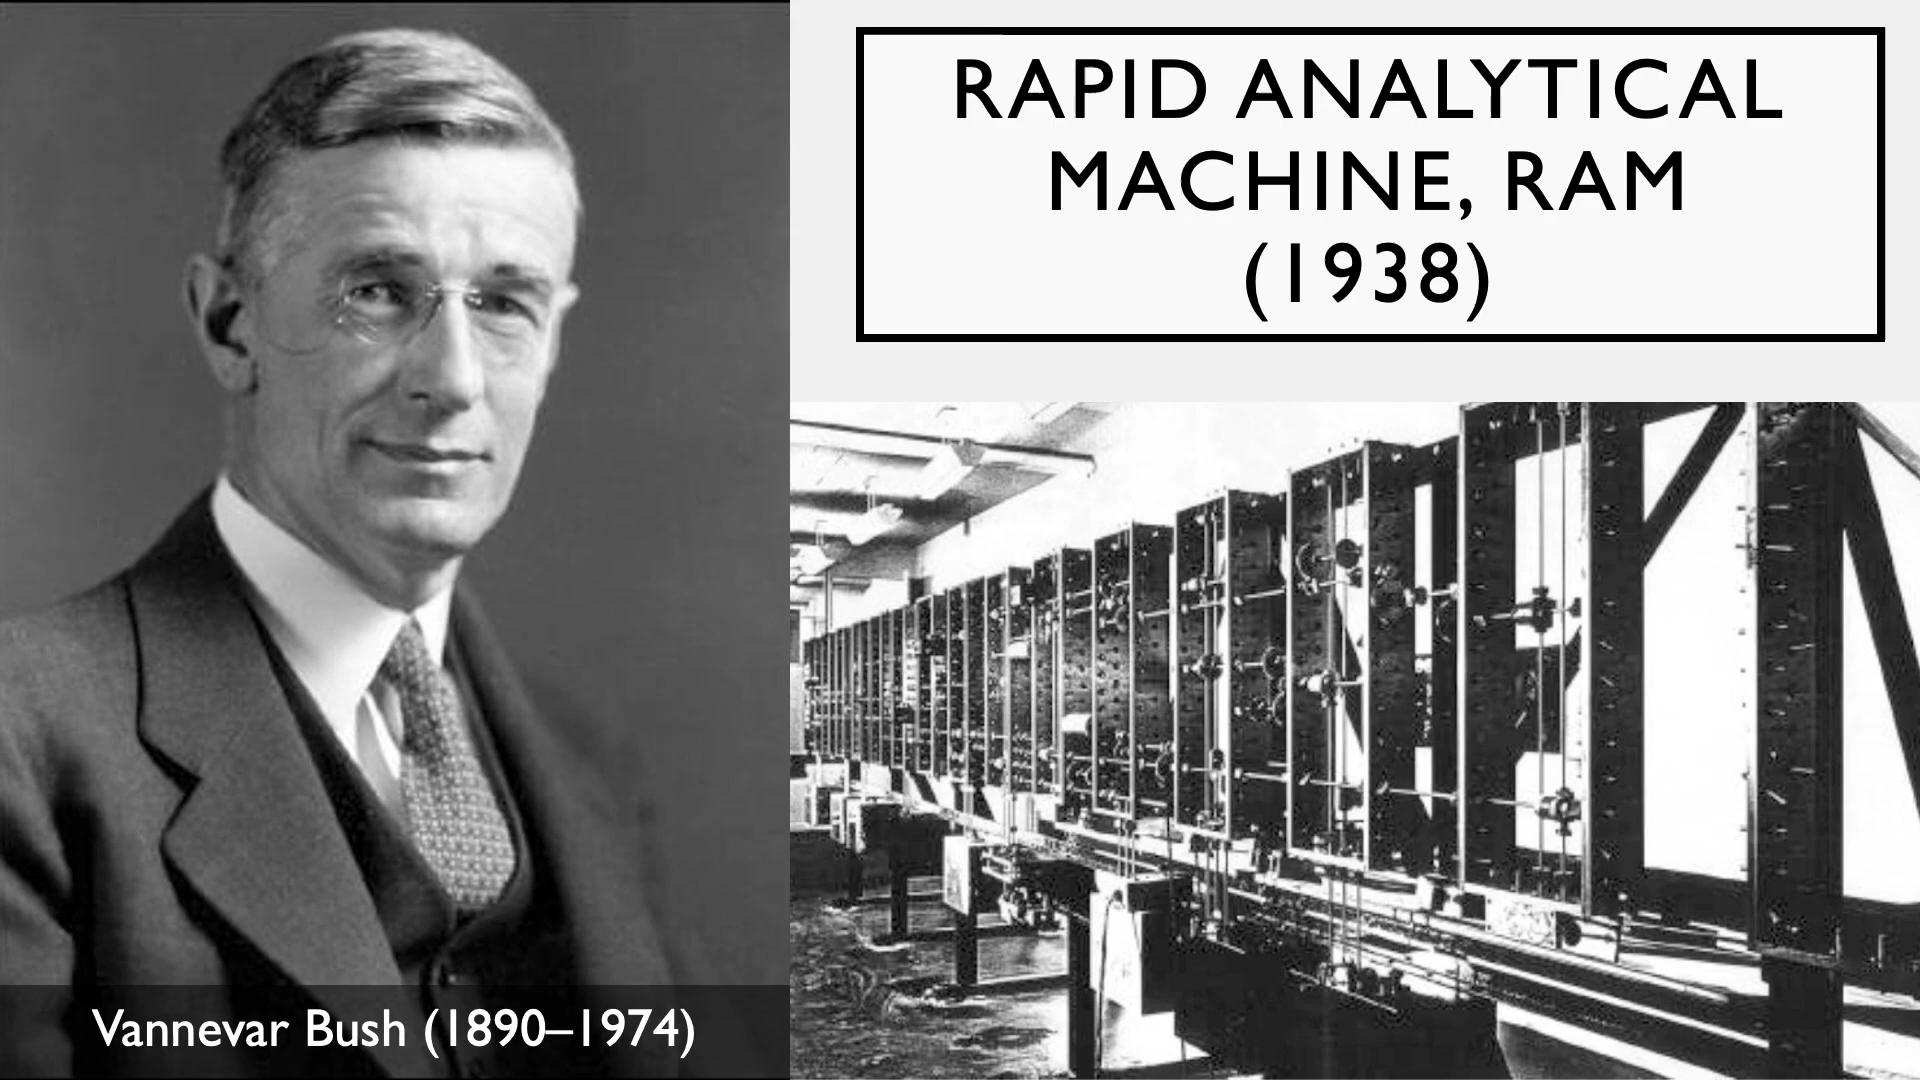 RAPID ANALYTICAL
MACHINE, RAM
(1938)
Vannevar Bush (1890–1974)